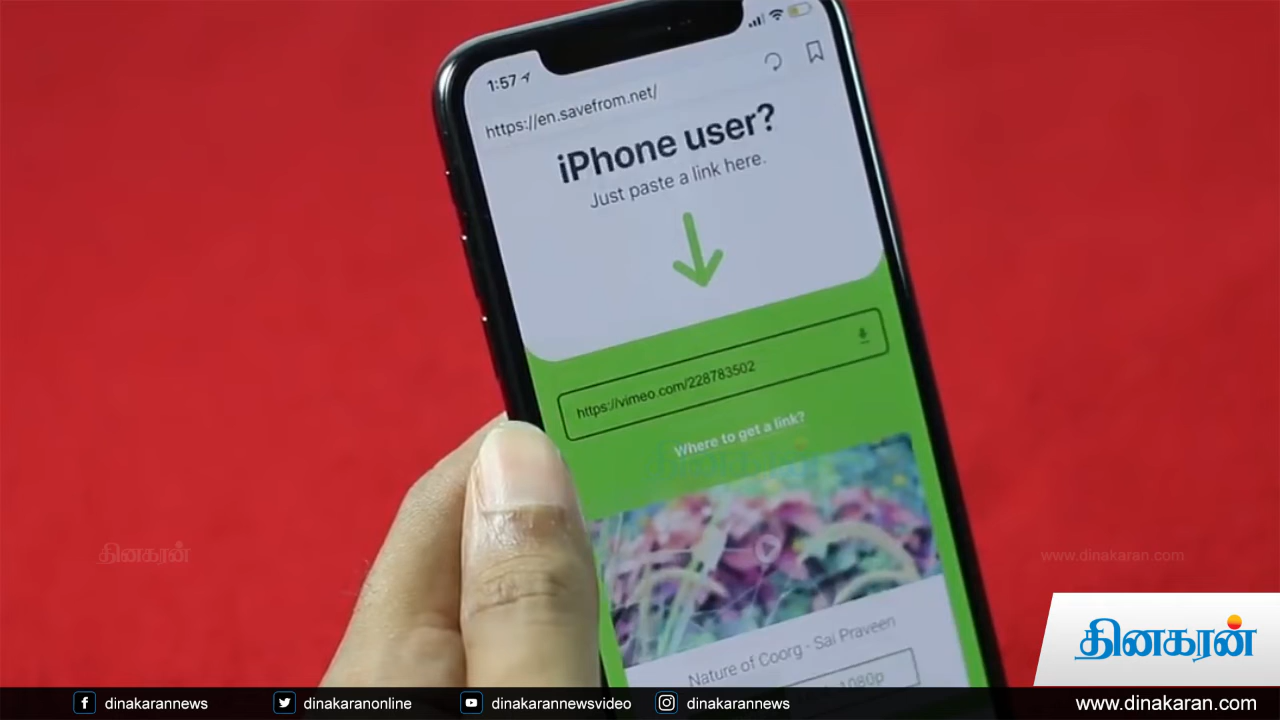 1:57
https://en.savefrom.net/
iPhone user?
Just paste a link here.
https://vimeo.com/228783502
Where to get a link?
தினகரன்
தினகரன்
www.dinakaran.com
Nature of Coorg · Sai Praveen
1080p
தினகரன்
dinakarannews
dinakaranonline
dinakarannewsvideo
dinakarannews
www.dinakaran.com